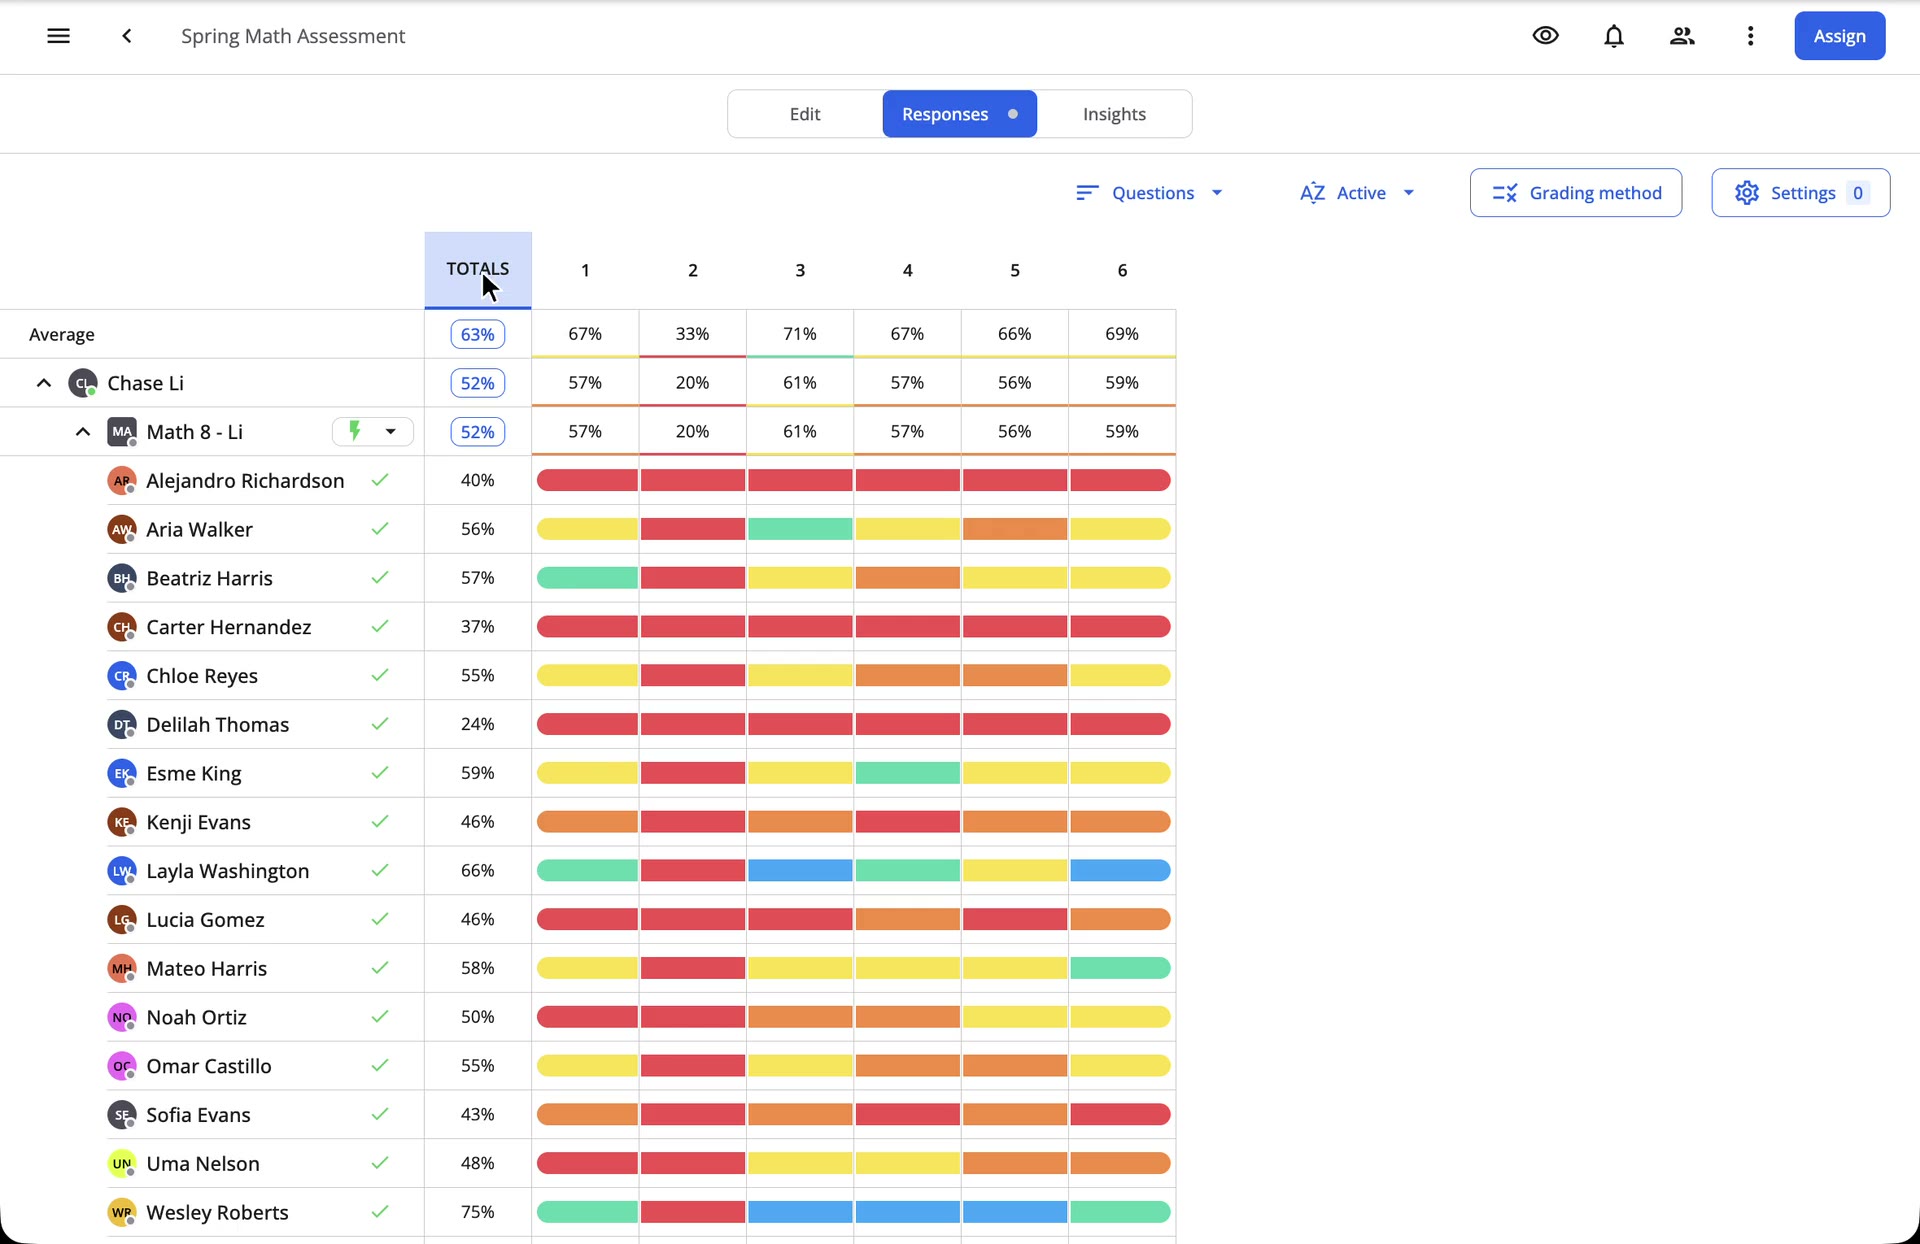 Spring Math Assessment
Assign
Edit Responses Insights
Questions AZ Active Grading method Settings 0
TOTALS 1 2 3 4 5 6
Average 63% 67% 33% 71% 67% 66% 69%
CL Chase Li 52% 57% 20% 61% 57% 56% 59%
MA Math 8 - Li 52% 57% 20% 61% 57% 56% 59%
AR Alejandro Richardson 40%
AW Aria Walker 56%
BH Beatriz Harris 57%
CH Carter Hernandez 37%
CR Chloe Reyes 55%
DT Delilah Thomas 24%
EK Esme King 59%
KE Kenji Evans 46%
LW Layla Washington 66%
LG Lucia Gomez 46%
MH Mateo Harris 58%
NO Noah Ortiz 50%
OC Omar Castillo 55%
SE Sofia Evans 43%
UN Uma Nelson 48%
WR Wesley Roberts 75%